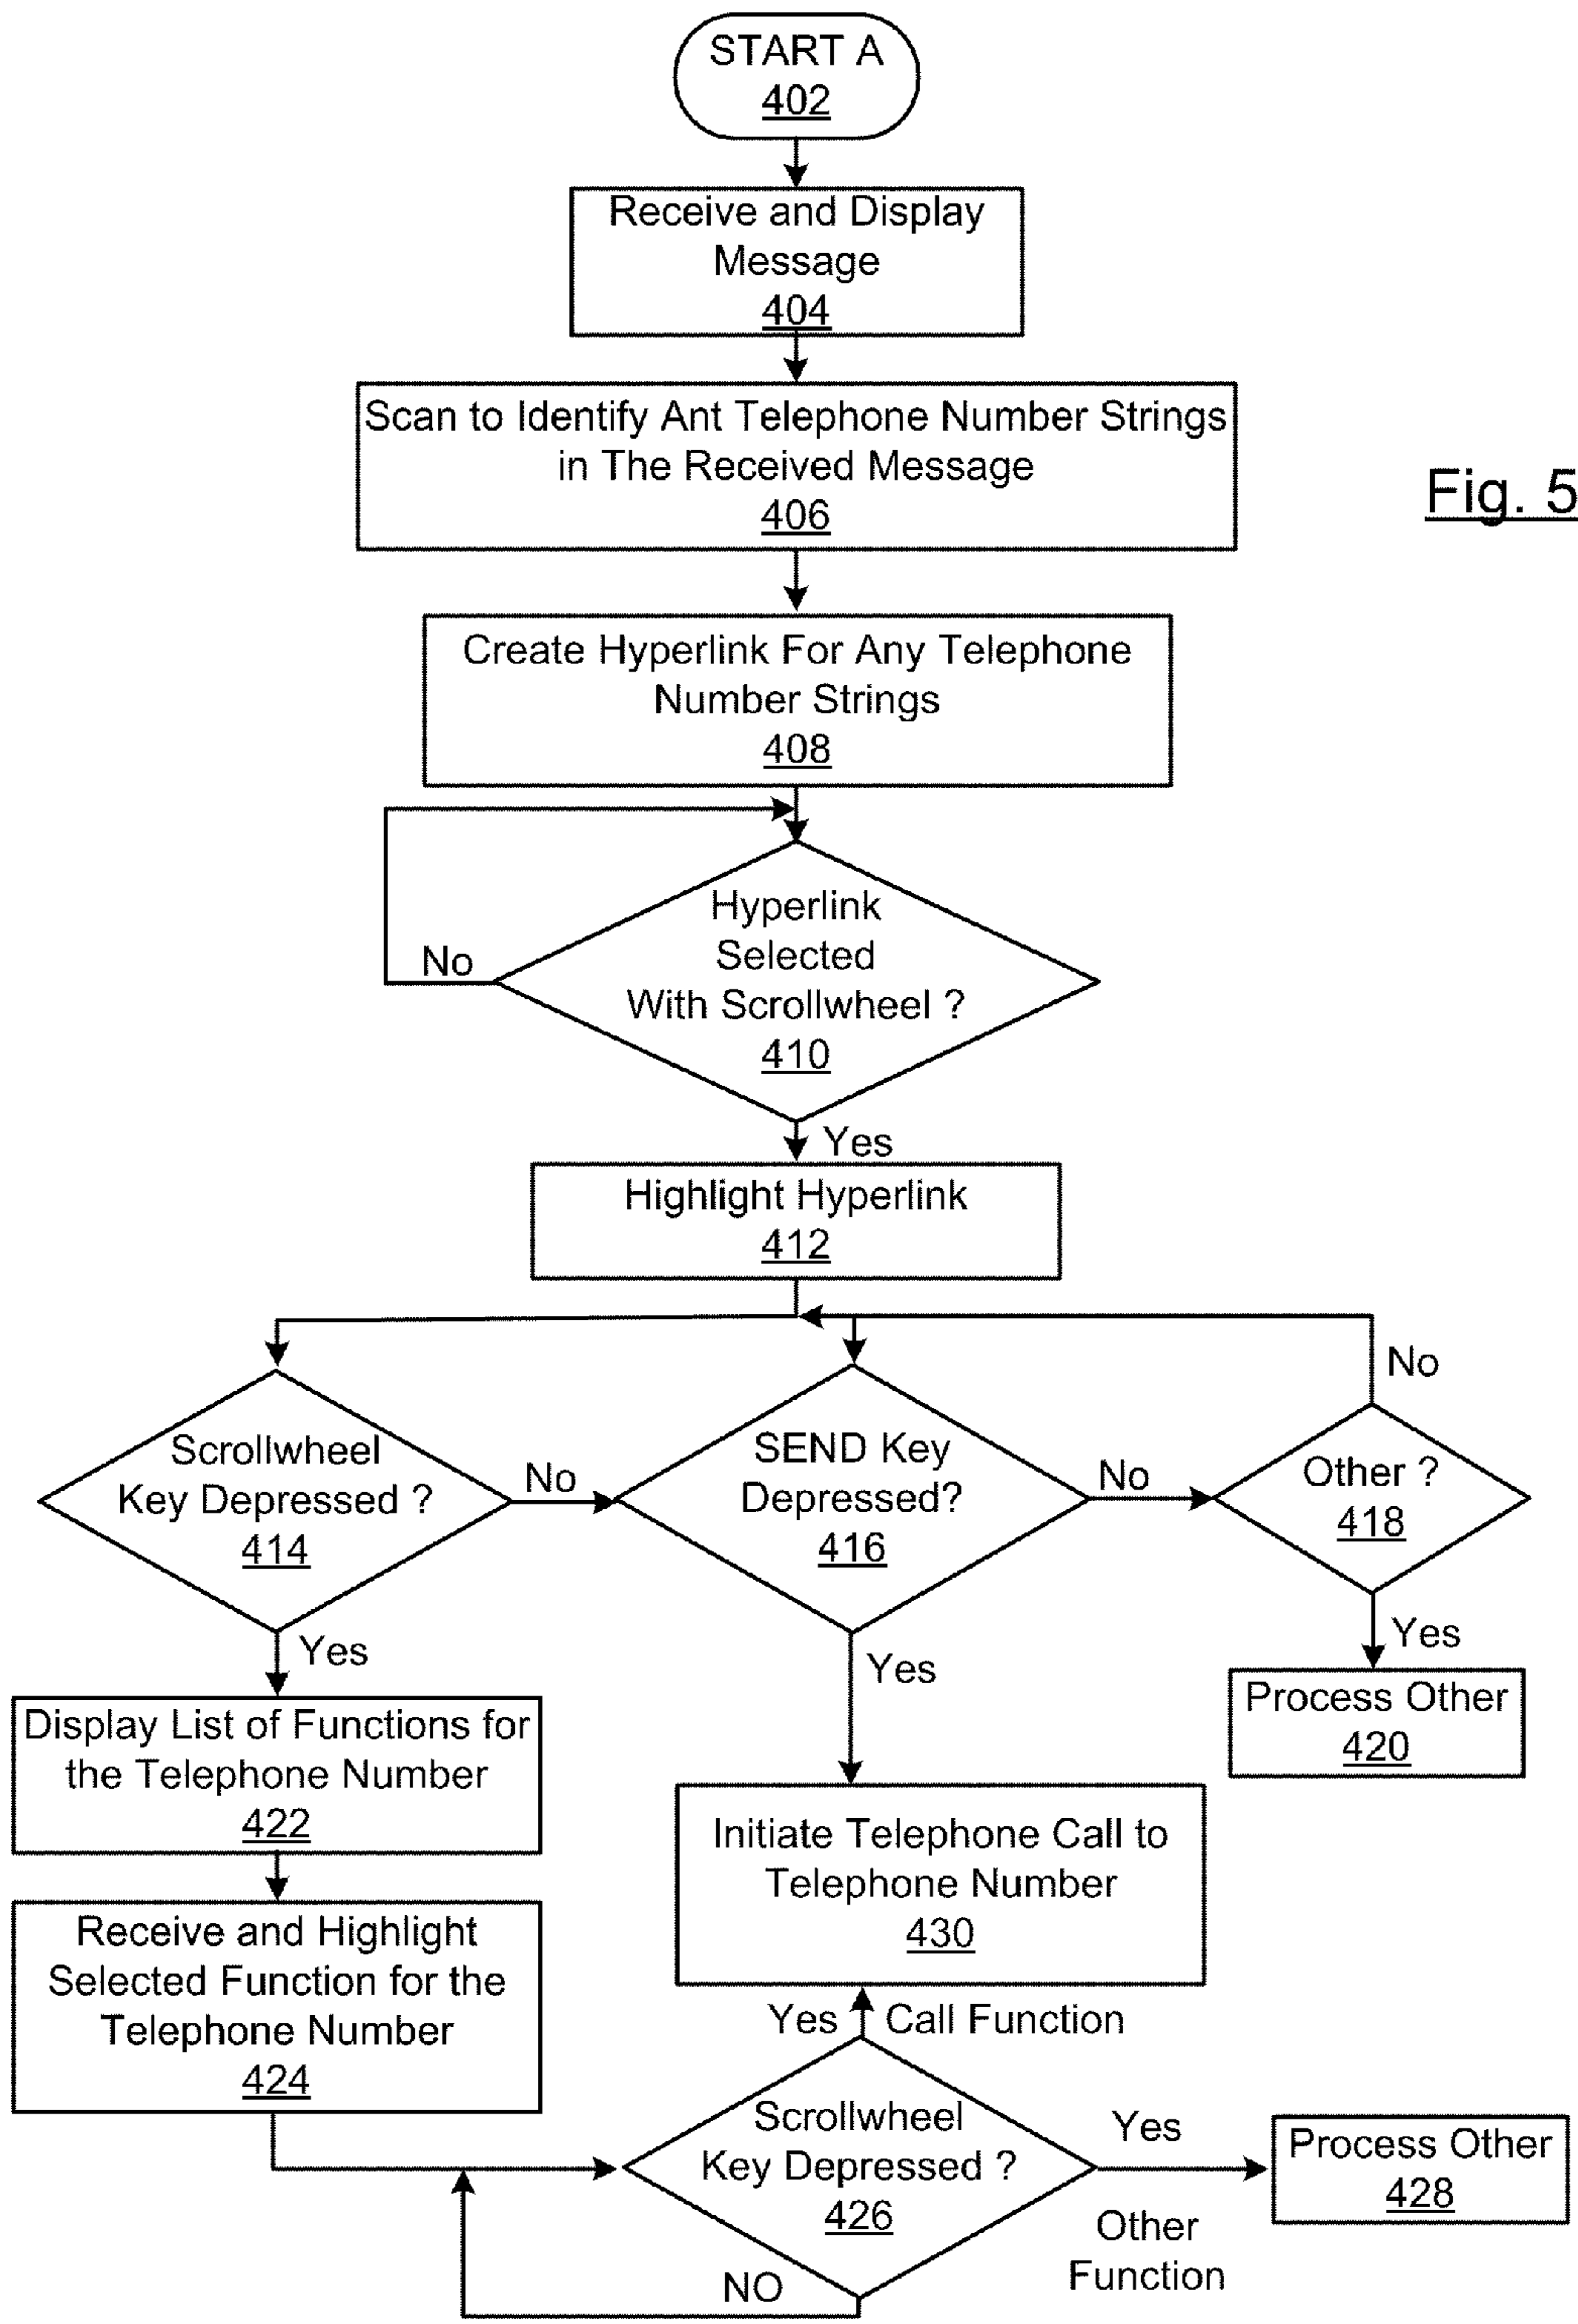 START A
402
Receive and Display
Message
404
Scan to Identify Ant Telephone Number Strings
in The Received Message
406
Fig. 5
Create Hyperlink For Any Telephone
Number Strings
408
Hyperlink
Selected
With Scrollwheel ?
410
No
Yes
Highlight Hyperlink
412
No
Scrollwheel
Key Depressed ?
414
No
SEND Key
Depressed?
416
No
Other ?
418
Yes
Yes
Yes
Process Other
420
Display List of Functions for
the Telephone Number
422
Initiate Telephone Call to
Telephone Number
430
Receive and Highlight
Selected Function for the
Telephone Number
424
Yes
Call Function
Scrollwheel
Key Depressed ?
426
Yes
Other
Function
Process Other
428
NO